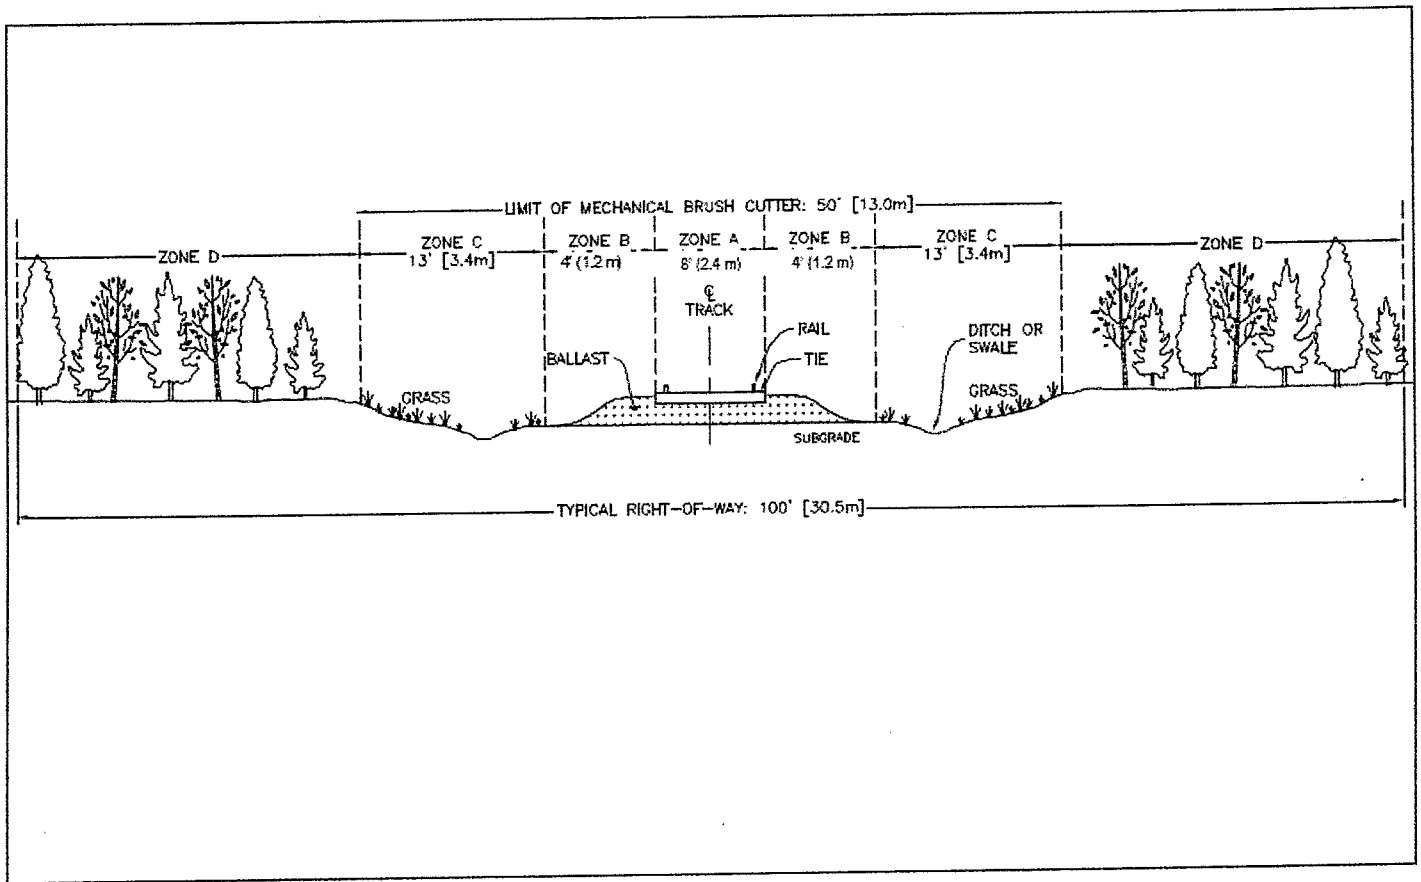 LIMIT OF MECHANICAL BRUSH CUTTER: 50' [13.0m]
ZONE D
ZONE C
13' [3.4m]
ZONE B
4' (1.2 m)
ZONE A
8' (2.4 m)
ZONE B
4' (1.2 m)
ZONE C
13' [3.4m]
ZONE D
℄
TRACK
RAIL
TIE
BALLAST
DITCH OR
SWALE
GRASS
GRASS
SUBGRADE
TYPICAL RIGHT-OF-WAY: 100' [30.5m]